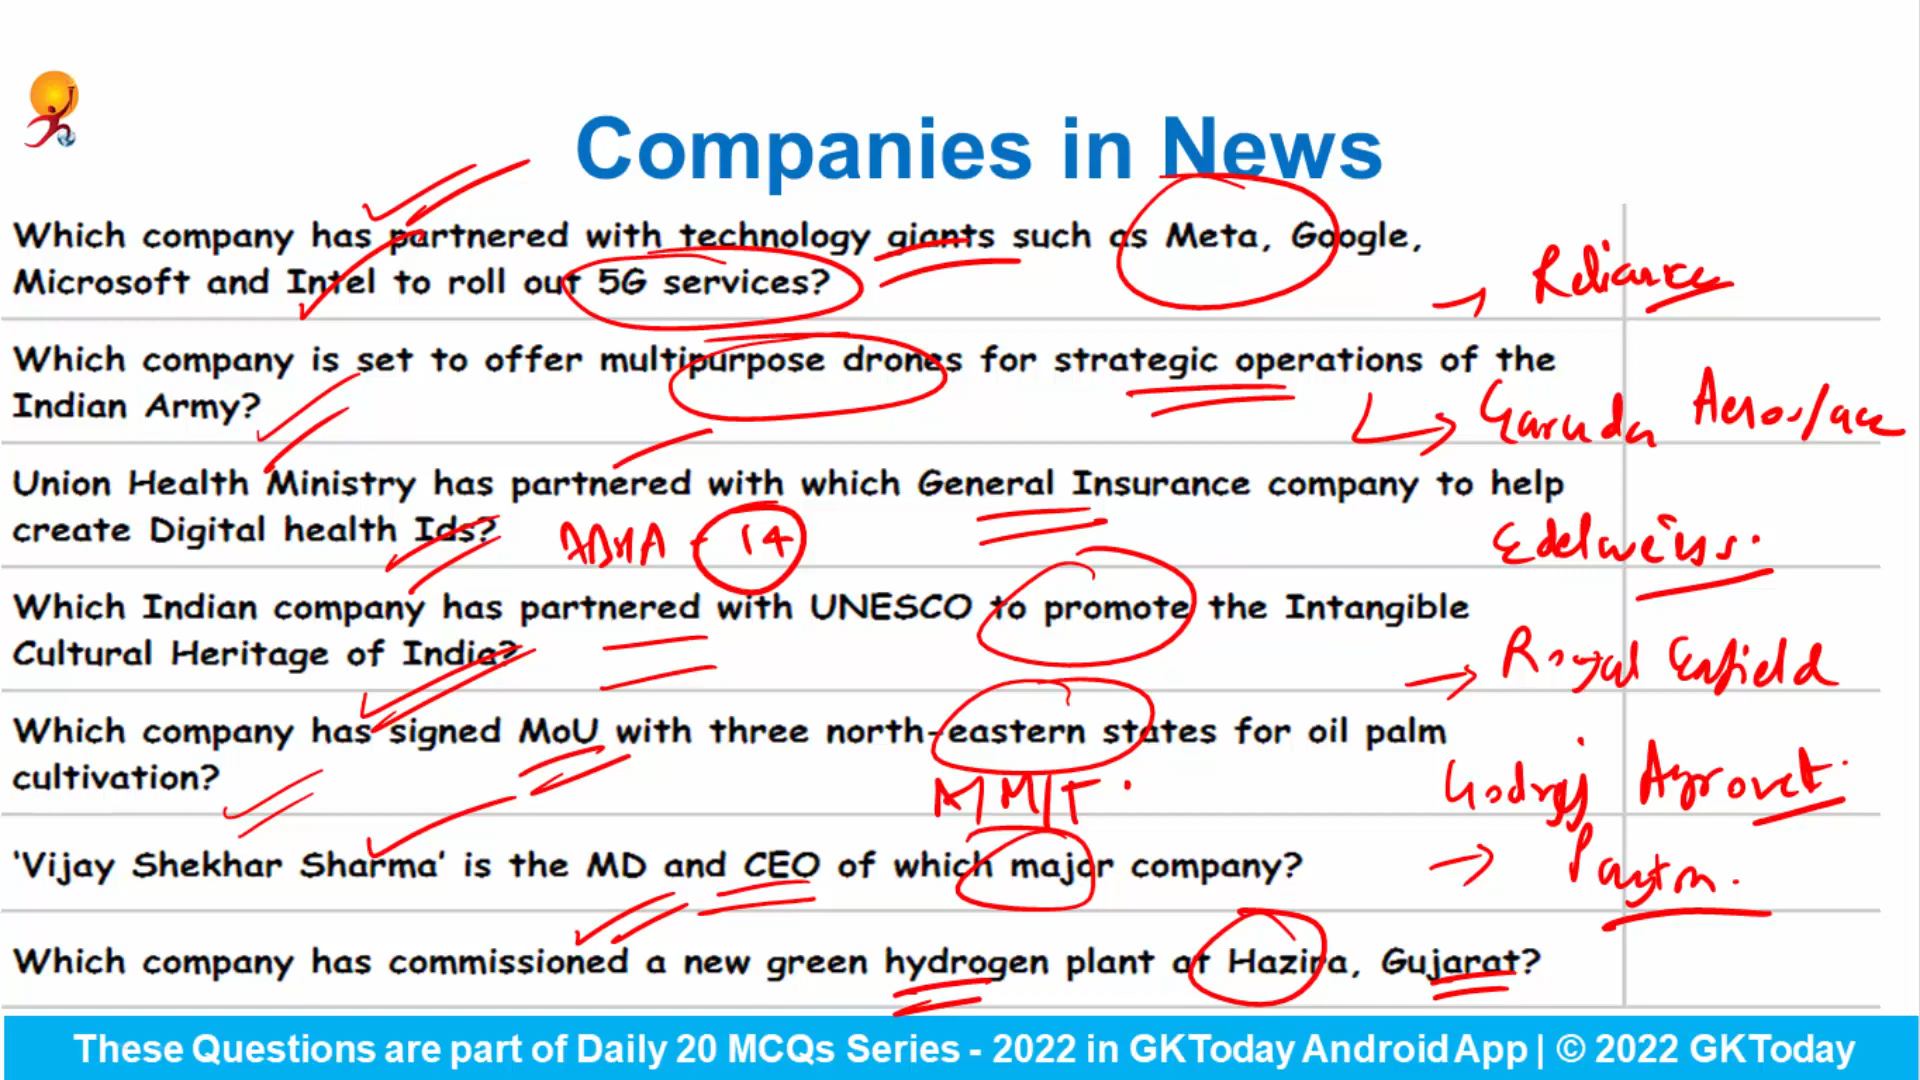 Companies in News
Which company has partnered with technology giants such as Meta, Google,
Microsoft and Intel to roll out 5G services?
Reliance
Which company is set to offer multipurpose drones for strategic operations of the
Indian Army?
Garuda Aerospace
Union Health Ministry has partnered with which General Insurance company to help
create Digital health Ids?
ABHA - 14
Edelweiss.
Which Indian company has partnered with UNESCO to promote the Intangible
Cultural Heritage of India?
Royal Enfield
Which company has signed MoU with three north-eastern states for oil palm
cultivation?
Godrej Agrovet.
'Vijay Shekhar Sharma' is the MD and CEO of which major company?
Paytm.
Which company has commissioned a new green hydrogen plant at Hazira, Gujarat?
These Questions are part of Daily 20 MCQs Series - 2022 in GKToday Android App | © 2022 GKToday